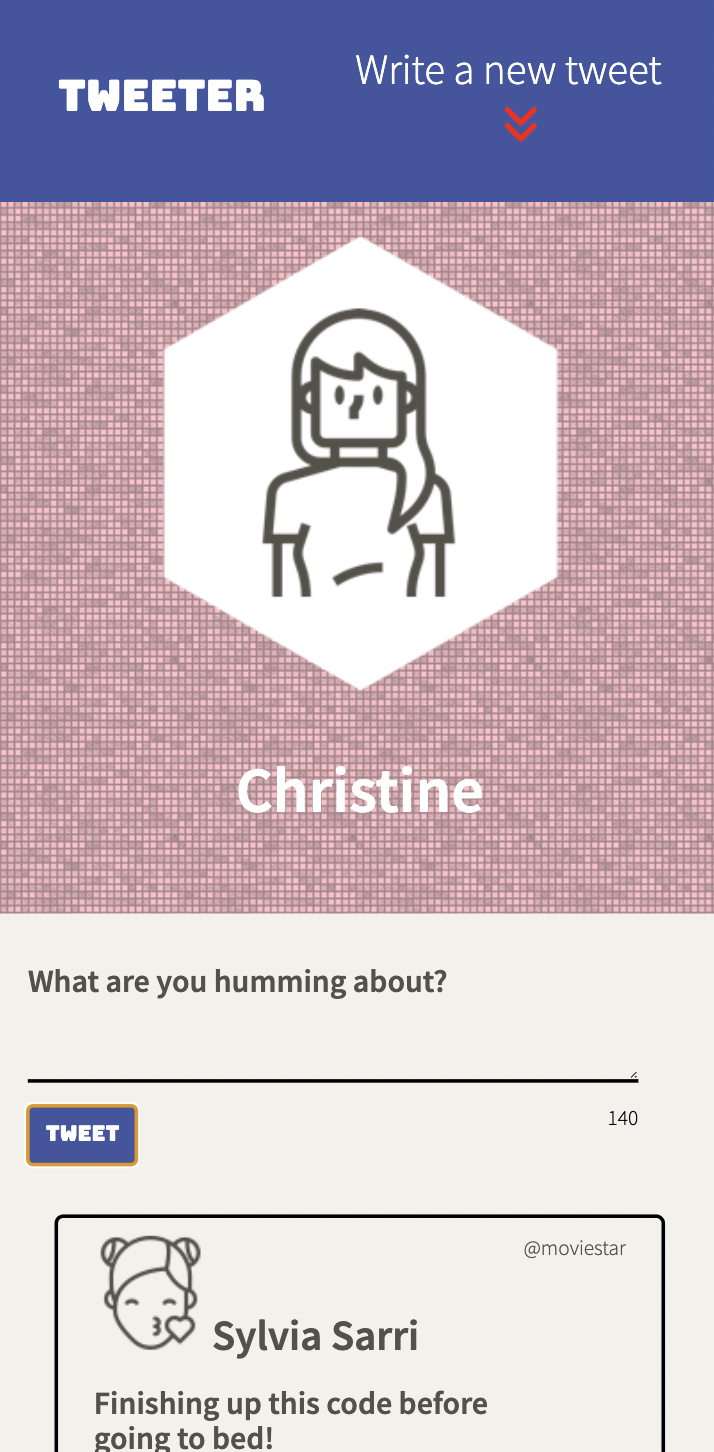 TWEETER
Write a new tweet
Christine
What are you humming about?
TWEET
140
@moviestar
Sylvia Sarri
Finishing up this code before
going to bed!